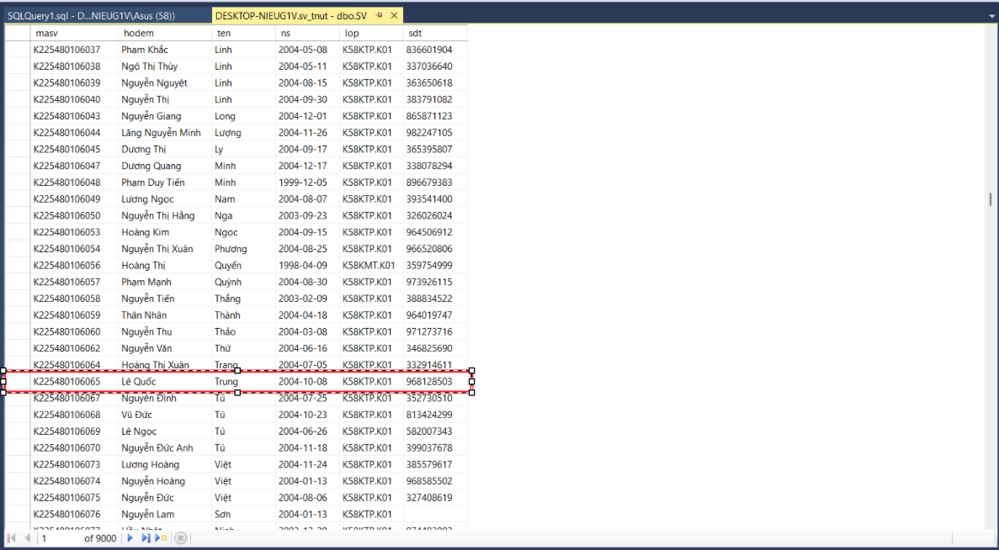 SQLQuery1.sql - D...NIEUG1V\Asus (58)) DESKTOP-NIEUG1V.sv_tnut - dbo.SV
masv hodem ten ns lop sdt
K225480106037 Phạm Khắc Linh 2004-05-08 K58KTP.K01 836601904
K225480106038 Ngô Thị Thùy Linh 2004-05-11 K58KTP.K01 337036640
K225480106039 Nguyễn Nguyệt Linh 2004-08-15 K58KTP.K01 363650618
K225480106040 Nguyễn Thị Linh 2004-09-30 K58KTP.K01 383791082
K225480106043 Nguyễn Giang Long 2004-12-01 K58KTP.K01 865871123
K225480106044 Lăng Nguyễn Minh Lượng 2004-11-26 K58KTP.K01 982247105
K225480106045 Dương Thị Ly 2004-09-17 K58KTP.K01 365395807
K225480106047 Dương Quang Minh 2004-12-17 K58KTP.K01 338078294
K225480106048 Phạm Duy Tiến Minh 1999-12-05 K58KTP.K01 896679383
K225480106049 Lương Ngọc Nam 2004-08-07 K58KTP.K01 393541400
K225480106050 Nguyễn Thị Hằng Nga 2003-09-23 K58KTP.K01 326026024
K225480106053 Hoàng Kim Ngọc 2004-09-15 K58KTP.K01 964506912
K225480106054 Nguyễn Thị Xuân Phương 2004-08-25 K58KTP.K01 966520806
K225480106056 Hoàng Thị Quyến 1998-04-09 K58KMT.K01 359754999
K225480106057 Phạm Mạnh Quỳnh 2004-08-30 K58KTP.K01 973926115
K225480106058 Nguyễn Tiến Thắng 2003-02-09 K58KTP.K01 388834522
K225480106059 Thân Nhân Thành 2004-04-18 K58KTP.K01 964019747
K225480106060 Nguyễn Thu Thảo 2004-03-08 K58KTP.K01 971273716
K225480106062 Nguyễn Văn Thứ 2004-06-16 K58KTP.K01 346825690
K225480106064 Hoàng Thị Xuân Trang 2004-07-05 K58KTP.K01 332914611
K225480106065 Lê Quốc Trung 2004-10-08 K58KTP.K01 968128503
K225480106067 Nguyễn Đình Tú 2004-07-25 K58KTP.K01 352730510
K225480106068 Vũ Đức Tú 2004-10-23 K58KTP.K01 813424299
K225480106069 Lê Ngọc Tú 2004-06-26 K58KTP.K01 582007343
K225480106070 Nguyễn Đức Anh Tú 2004-11-18 K58KTP.K01 399037678
K225480106073 Lương Hoàng Việt 2004-11-24 K58KTP.K01 385579617
K225480106074 Nguyễn Hoàng Việt 2004-01-13 K58KTP.K01 968585502
K225480106075 Nguyễn Đức Việt 2004-08-06 K58KTP.K01 327408619
K225480106076 Nguyễn Lam Sơn 2004-01-13 K58KTP.K01
1 of 9000